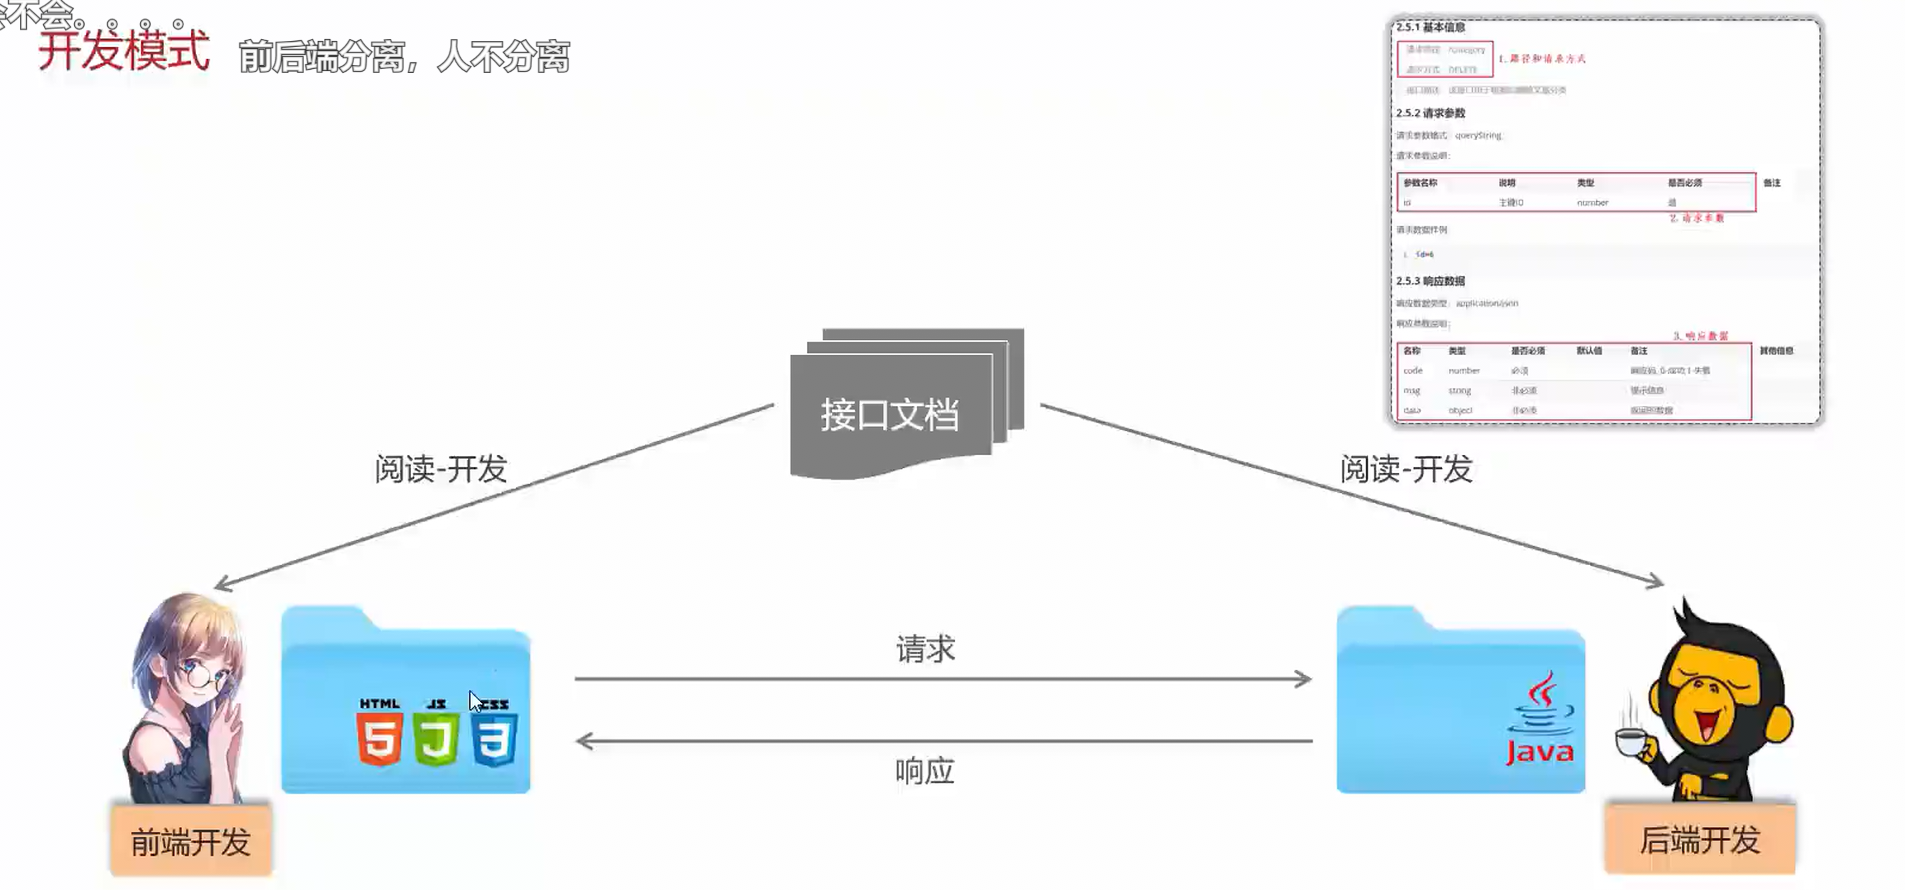 会不会。。。。
开发模式 前后端分离，人不分离
2.5.1 基本信息
请求路径：/category
请求方式：DELETE
1. 路径和请求方式
2.5.2 请求参数
请求参数格式：queryString
请求参数说明：
参数名称 说明 类型 是否必须 备注
id 主键ID number 是
2. 请求参数
请求数据样例
1. id=6
2.5.3 响应数据
响应数据类型：application/json
响应参数说明：
3. 响应数据
名称 类型 是否必须 默认值 备注 其他信息
code number 必须 响应码, 0-成功,1-失败
msg string 非必须 提示信息
data object 非必须 返回的数据
接口文档
阅读-开发
阅读-开发
请求
HTML JS CSS
5 J 3
Java
响应
前端开发
后端开发